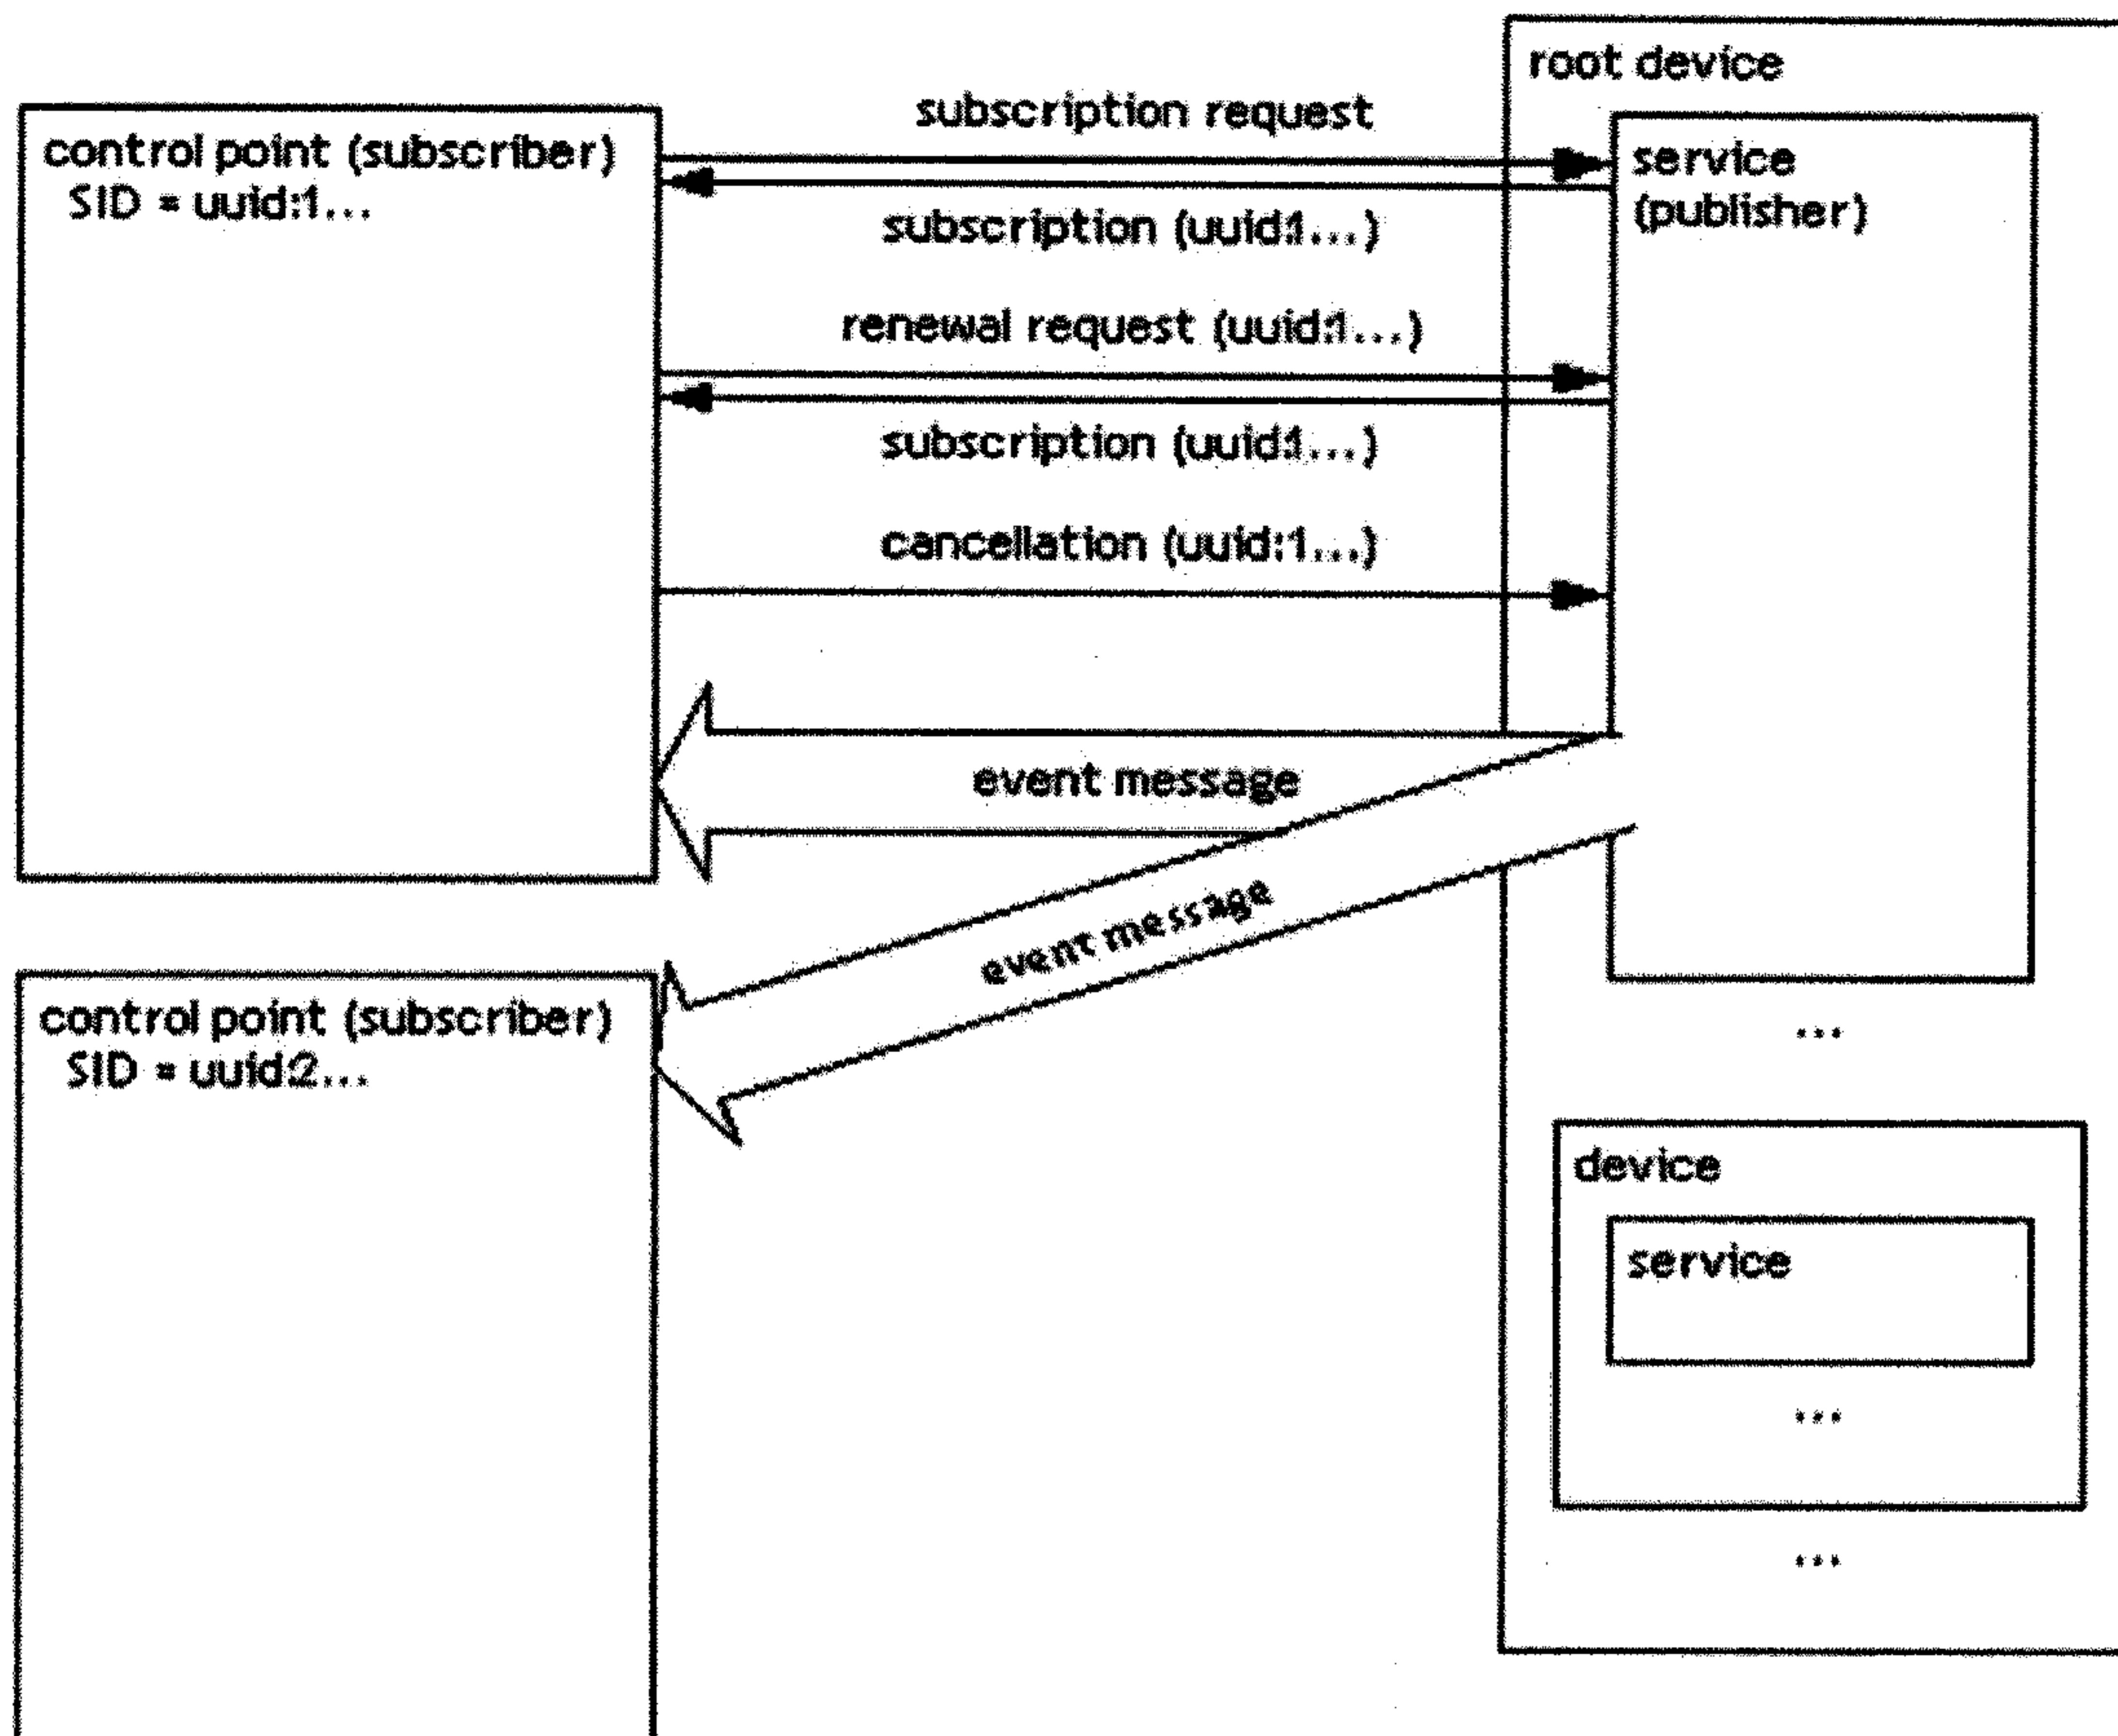 root device
subscription request
control point (subscriber)
SID = uuid:1...
service
(publisher)
subscription (uuid:1...)
renewal request (uuid:1...)
subscription (uuid:1...)
cancellation (uuid:1...)
event message
event message
control point (subscriber)
SID = uuid:2...
...
device
service
...
...